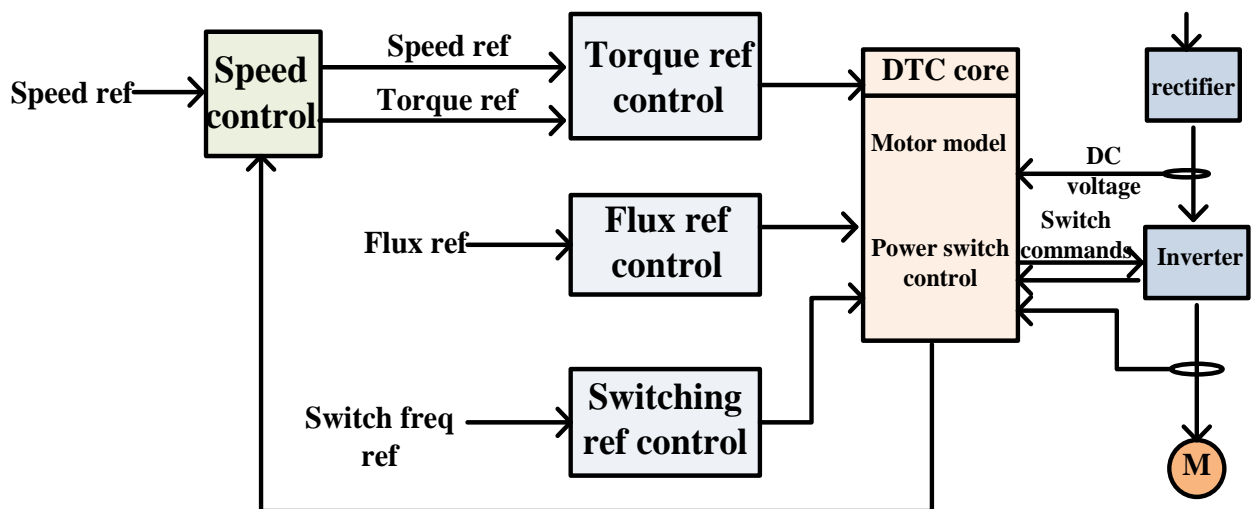 Speed ref
Speed
control
Speed ref
Torque ref
Torque ref
control
DTC core
Motor model
Power switch
control
rectifier
DC
voltage
Switch
commands
Inverter
Flux ref
Flux ref
control
Switch freq
ref
Switching
ref control
M